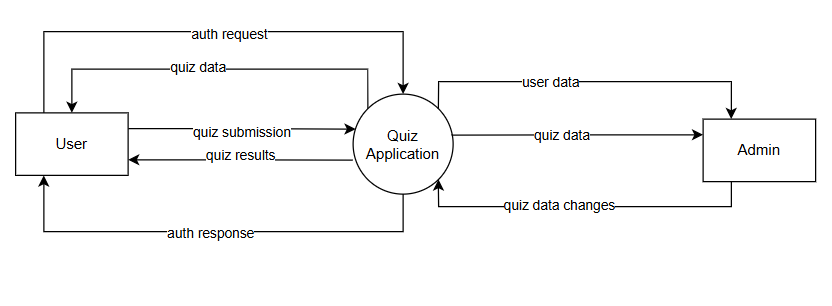 auth request
quiz data
user data
quiz submission
Quiz
Application
quiz data
User
Admin
quiz results
quiz data changes
auth response